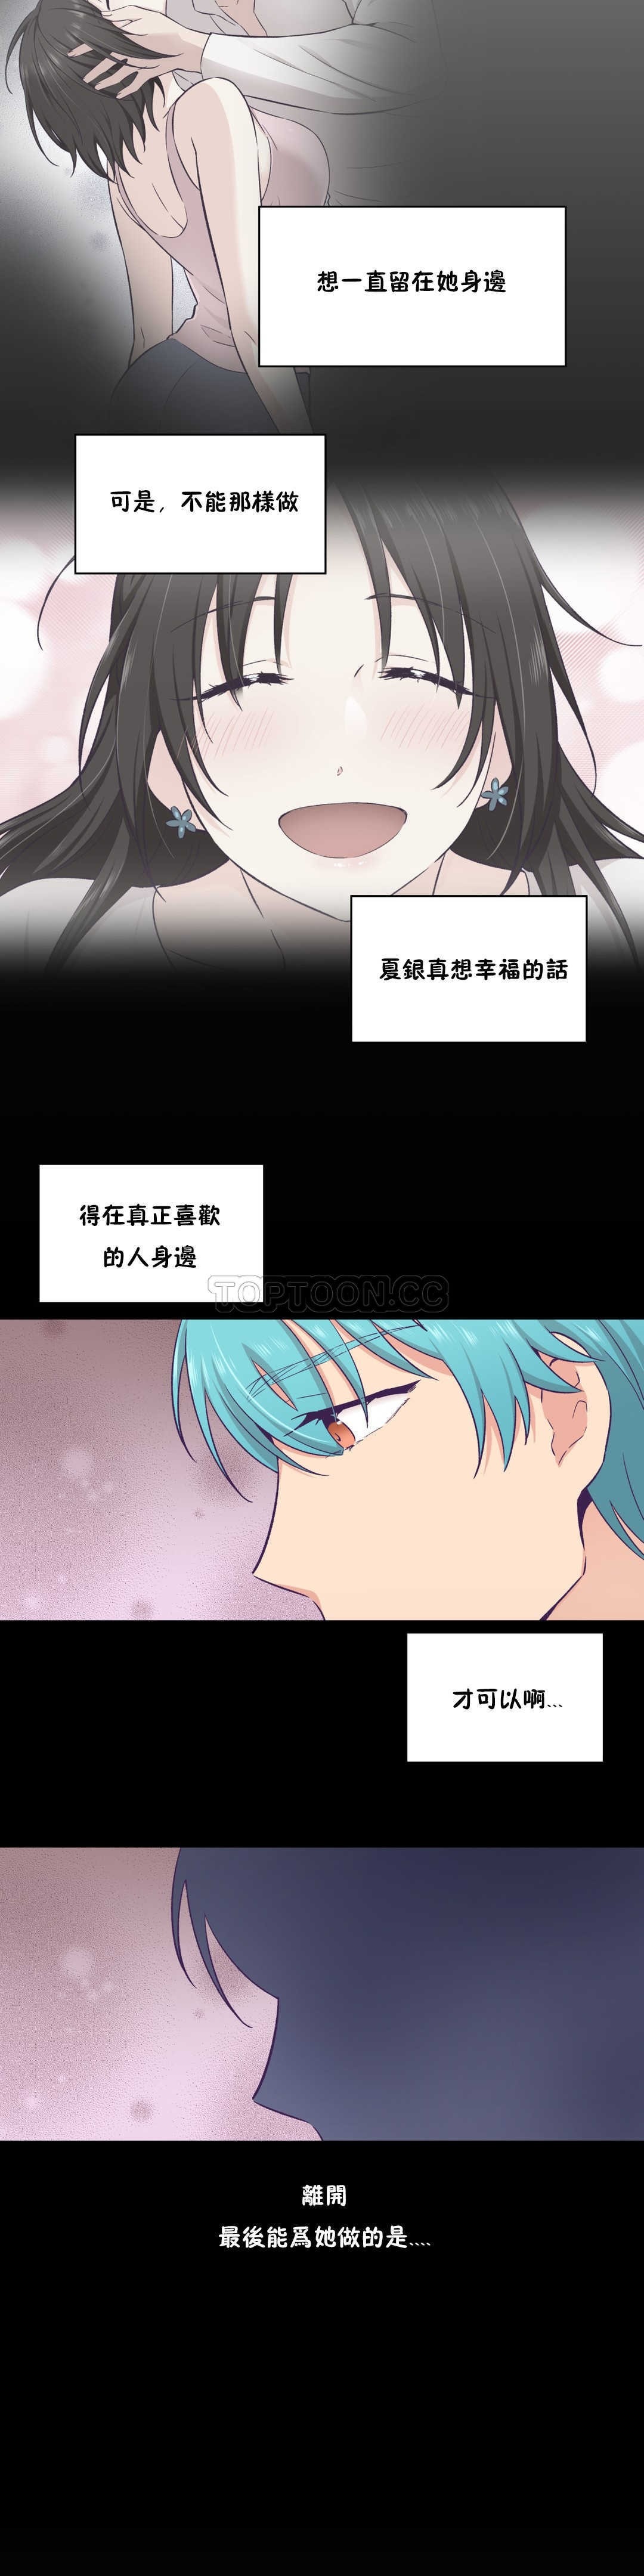 想一直留在她身邊
可是，不能那樣做
夏銀真想幸福的話
得在真正喜歡
的人身邊
TOPTOON.CC
才可以啊...
離開
最後能爲她做的是....